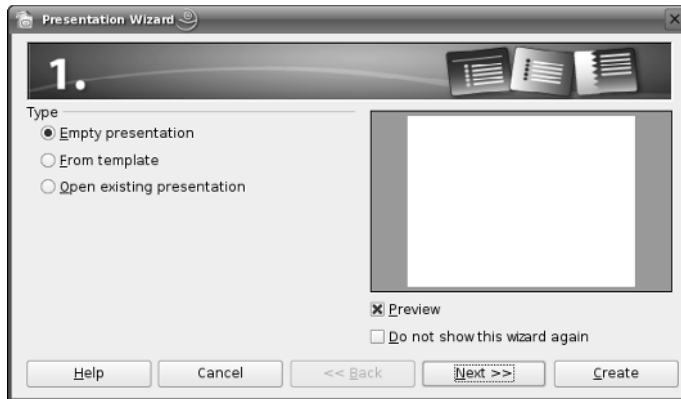 Presentation Wizard
1.
Type
Empty presentation
From template
Open existing presentation
Preview
Do not show this wizard again
Help Cancel << Back Next >> Create